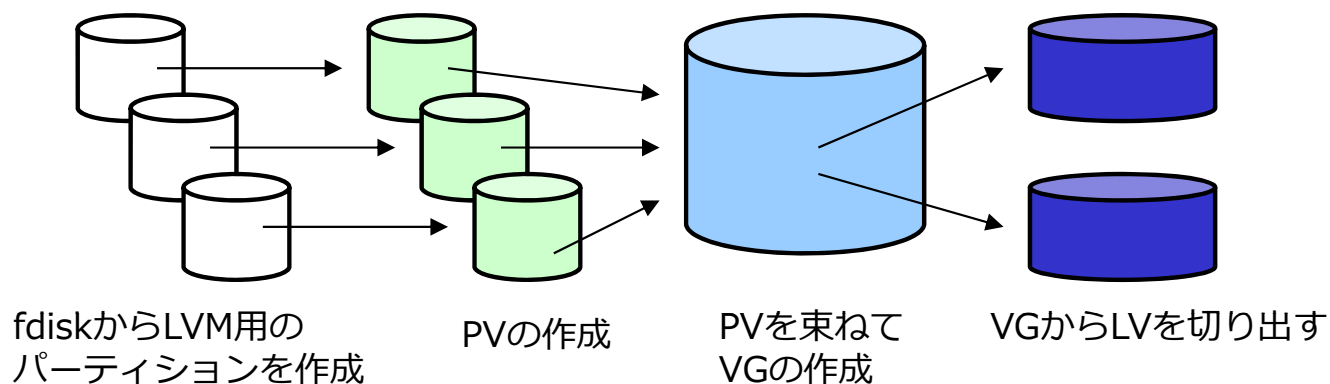 fdiskからLVM用の
パーティションを作成
PVの作成
PVを束ねて
VGの作成
VGからLVを切り出す